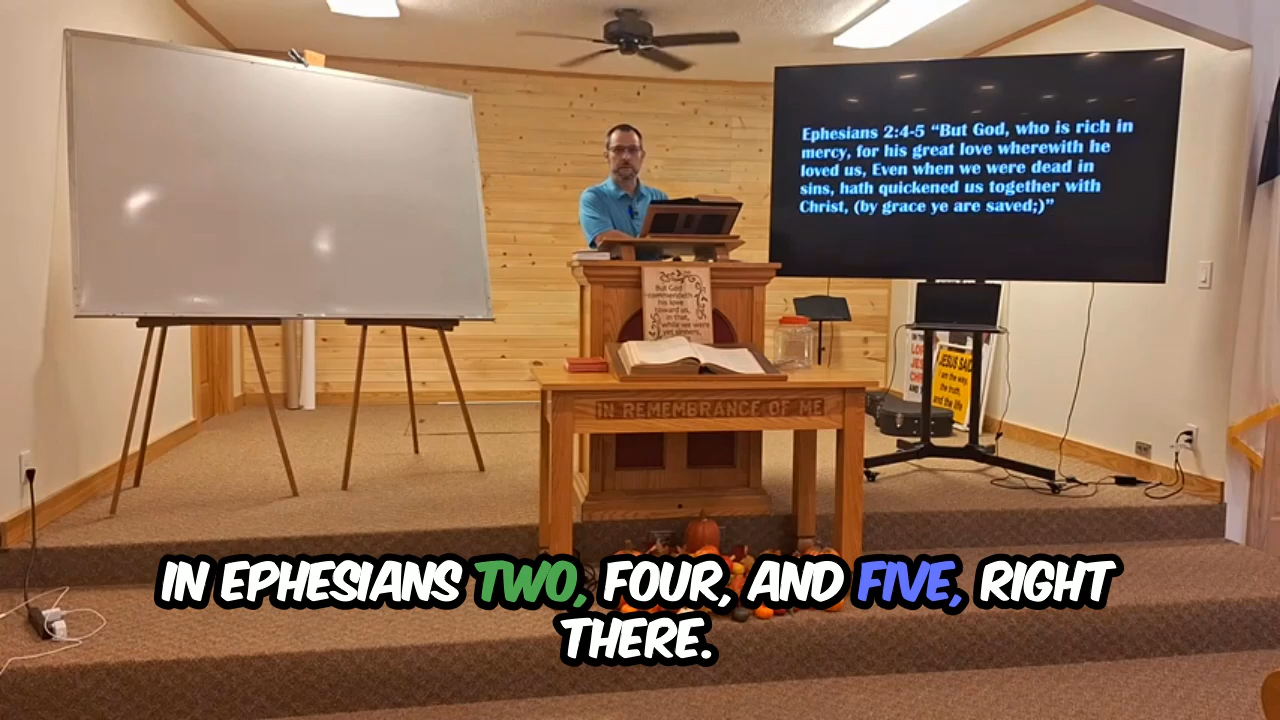 Ephesians 2:4-5 “But God, who is rich in
mercy, for his great love wherewith he
loved us, Even when we were dead in
sins, hath quickened us together with
Christ, (by grace ye are saved;)”
But God
commendeth
his love
toward us,
in that,
while we were
yet sinners,
JESUS SAID
I am the way,
the truth,
and the life
IN REMEMBRANCE OF ME
IN EPHESIANS TWO, FOUR, AND FIVE, RIGHT
THERE.